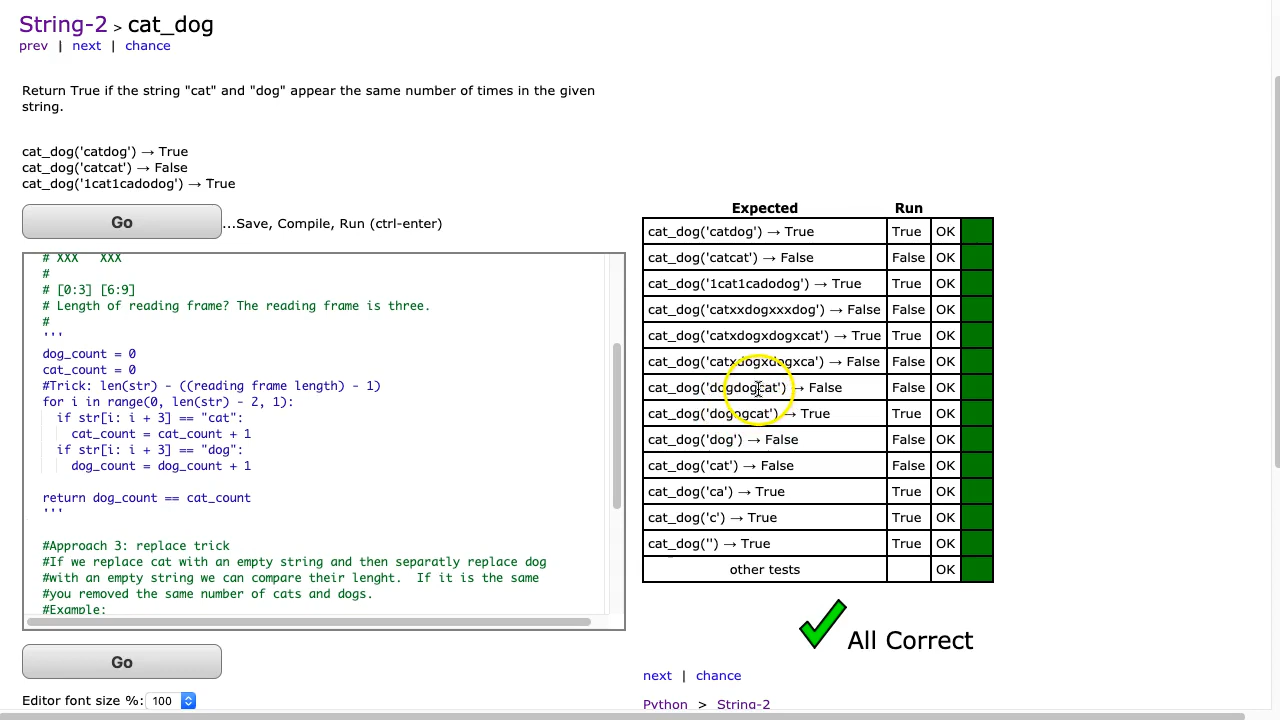 String-2 > cat_dog
prev | next | chance
Return True if the string "cat" and "dog" appear the same number of times in the given
string.
cat_dog('catdog') → True
cat_dog('catcat') → False
cat_dog('1cat1cadodog') → True
Go
...Save, Compile, Run (ctrl-enter)
# XXX   XXX
#
# [0:3] [6:9]
# Length of reading frame? The reading frame is three.
#
'''
dog_count = 0
cat_count = 0
#Trick: len(str) - ((reading frame length) - 1)
for i in range(0, len(str) - 2, 1):
  if str[i: i + 3] == "cat":
    cat_count = cat_count + 1
  if str[i: i + 3] == "dog":
    dog_count = dog_count + 1
return dog_count == cat_count
'''
#Approach 3: replace trick
#If we replace cat with an empty string and then separatly replace dog
#with an empty string we can compare their lenght.  If it is the same
#you removed the same number of cats and dogs.
#Example:
Go
Editor font size %: 100
Expected Run
cat_dog('catdog') → True True OK
cat_dog('catcat') → False False OK
cat_dog('1cat1cadodog') → True True OK
cat_dog('catxxdogxxxdog') → False False OK
cat_dog('catxdogxdogxcat') → True True OK
cat_dog('catxdogxdogxca') → False False OK
cat_dog('dogdogcat') → False False OK
cat_dog('dogogcat') → True True OK
cat_dog('dog') → False False OK
cat_dog('cat') → False False OK
cat_dog('ca') → True True OK
cat_dog('c') → True True OK
cat_dog('') → True True OK
other tests OK
All Correct
next | chance
Python > String-2